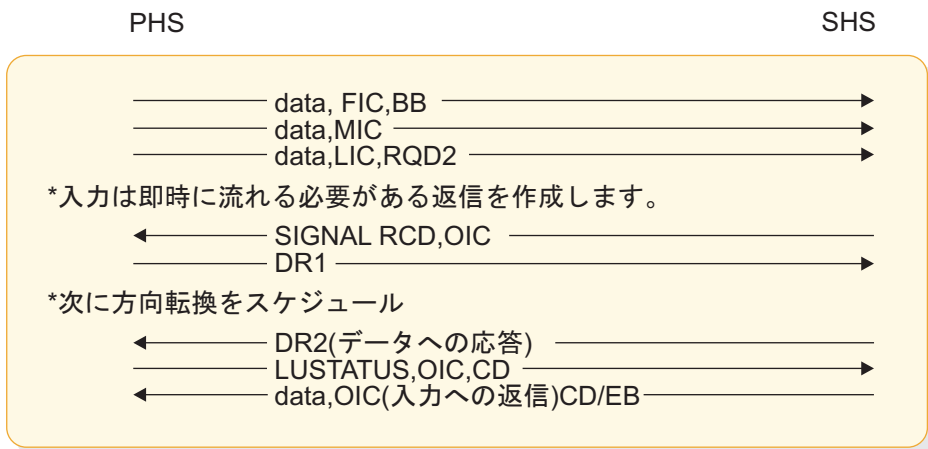 PHS SHS
data, FIC,BB
data,MIC
data,LIC,RQD2
*入力は即時に流れる必要がある返信を作成します。
SIGNAL RCD,OIC
DR1
*次に方向転換をスケジュール
DR2(データへの応答)
LUSTATUS,OIC,CD
data,OIC(入力への返信)CD/EB